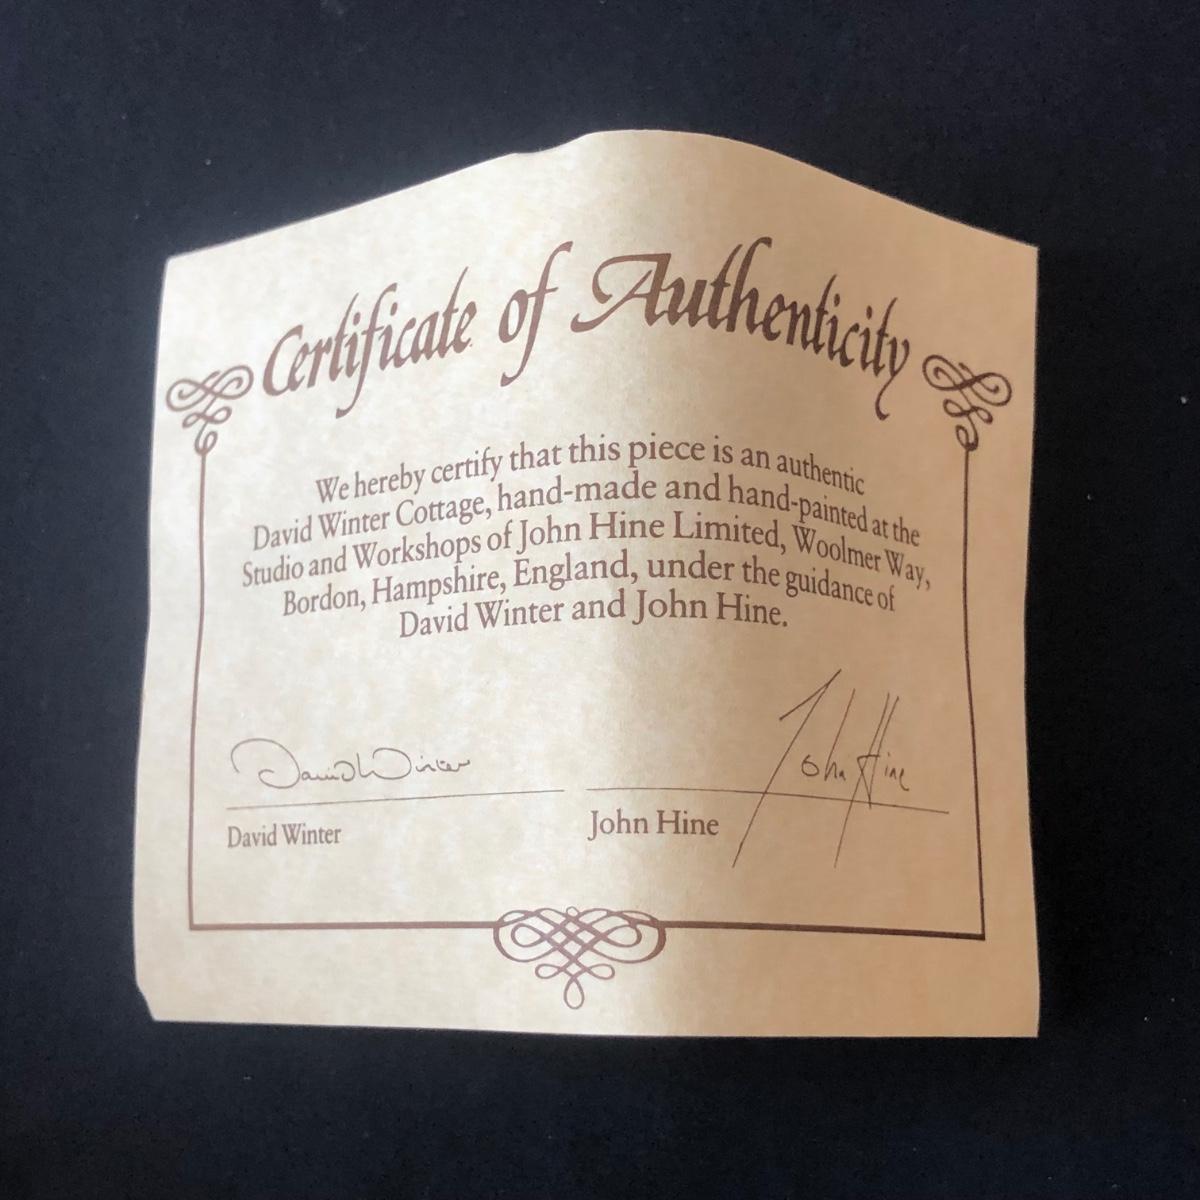 Certificate of Authenticity
We hereby certify that this piece is an authentic
David Winter Cottage, hand-made and hand-painted at the
Studio and Workshops of John Hine Limited, Woolmer Way,
Bordon, Hampshire, England, under the guidance of
David Winter and John Hine.
David Winter John Hine
David Winter John Hine